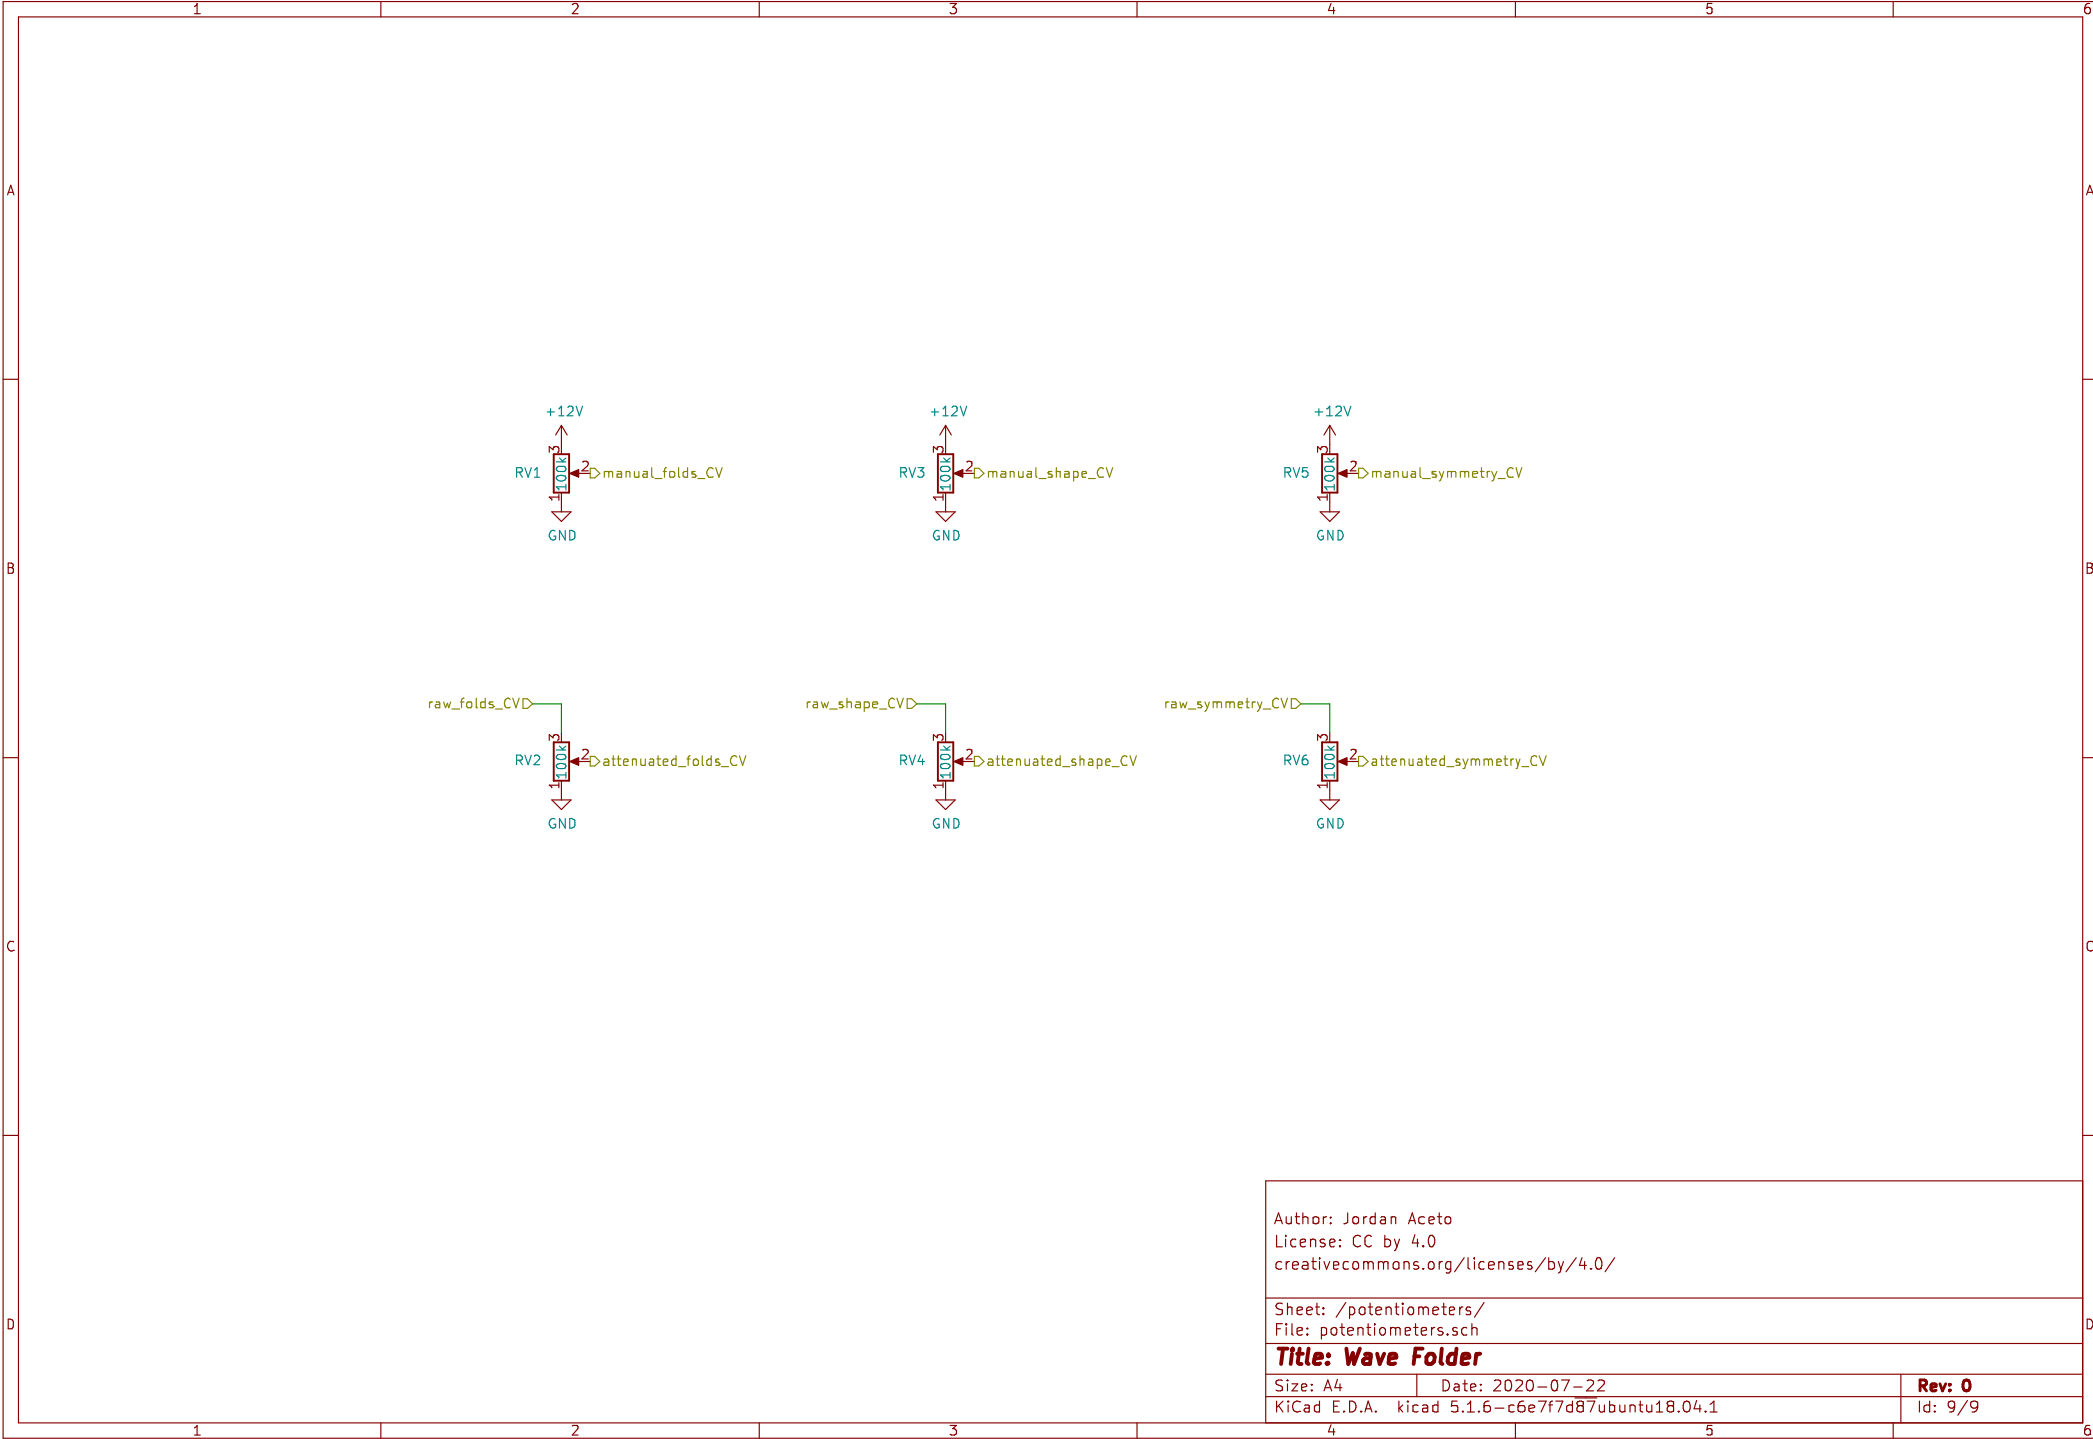 1 2 3 4 5 6
A A
+12V +12V +12V
3 3 3
RV1 100k 2 manual_folds_CV RV3 100k 2 manual_shape_CV RV5 100k 2 manual_symmetry_CV
1 1 1
GND GND GND
B B
raw_folds_CV raw_shape_CV raw_symmetry_CV
3 3 3
RV2 100k 2 attenuated_folds_CV RV4 100k 2 attenuated_shape_CV RV6 100k 2 attenuated_symmetry_CV
1 1 1
GND GND GND
C C
Author: Jordan Aceto
License: CC by 4.0
creativecommons.org/licenses/by/4.0/
Sheet: /potentiometers/
File: potentiometers.sch
D D
Title: Wave Folder
Size: A4 Date: 2020-07-22 Rev: 0
KiCad E.D.A. kicad 5.1.6-c6e7f7d87ubuntu18.04.1 Id: 9/9
1 2 3 4 5 6